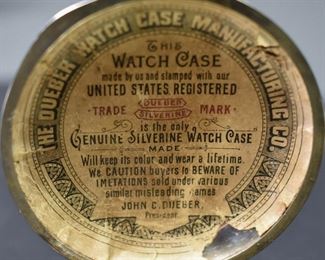 THE DUEBER WATCH CASE MANUFACTURING CO.
THIS
WATCH CASE
made by us and stamped with our
UNITED STATES REGISTERED
TRADE DUEBER SILVERINE MARK
is the only
"GENUINE SILVERINE WATCH CASE"
MADE
Will keep its color and wear a lifetime.
We CAUTION buyers to BEWARE OF
IMITATIONS sold under various
similar misleading names
JOHN C. DUEBER,
President